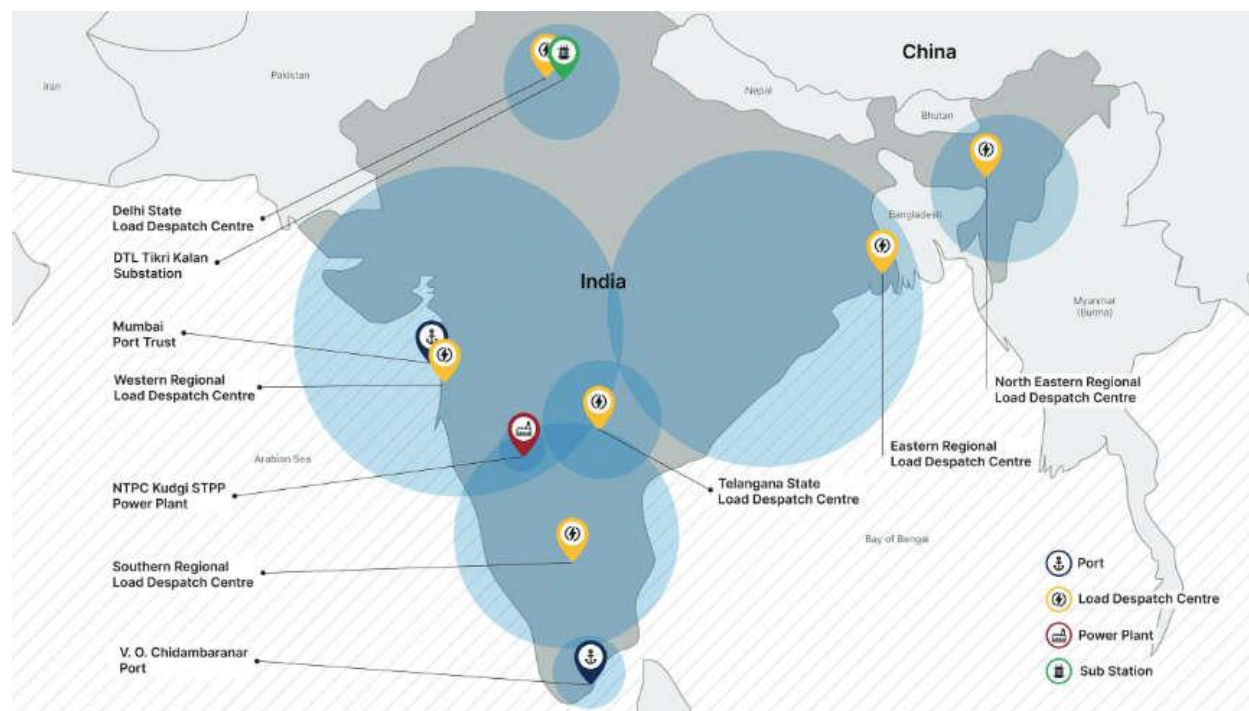 China
Iran
Pakistan
Nepal
Bhutan
Delhi State
Load Despatch Centre
Bangladesh
DTL Tikri Kalan
Substation
India
Myanmar
(Burma)
Mumbai
Port Trust
Western Regional
Load Despatch Centre
North Eastern Regional
Load Despatch Centre
Eastern Regional
Load Despatch Centre
Arabian Sea
NTPC Kudgi STPP
Power Plant
Telangana State
Load Despatch Centre
Bay of Bengal
Southern Regional
Load Despatch Centre
V. O. Chidambaranar
Port
Port
Load Despatch Centre
Power Plant
Sub Station